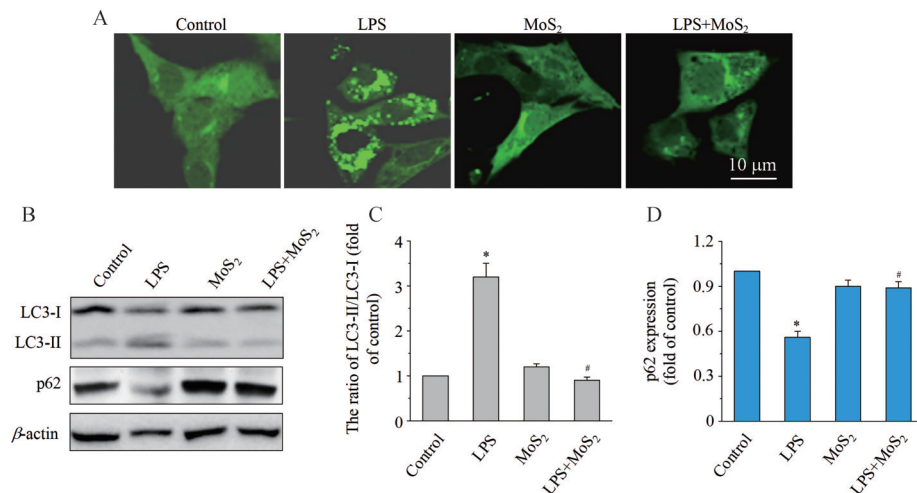 A
Control
LPS
MoS₂
LPS+MoS₂
10 μm
B
Control
LPS
MoS₂
LPS+MoS₂
LC3-I
LC3-II
p62
β-actin
C
The ratio of LC3-II/LC3-I (fold
of control)
4
3
2
1
0
*
#
Control
LPS
MoS₂
LPS+MoS₂
D
p62 expression
(fold of control)
1.2
0.9
0.6
0.3
0
*
#
Control
LPS
MoS₂
LPS+MoS₂